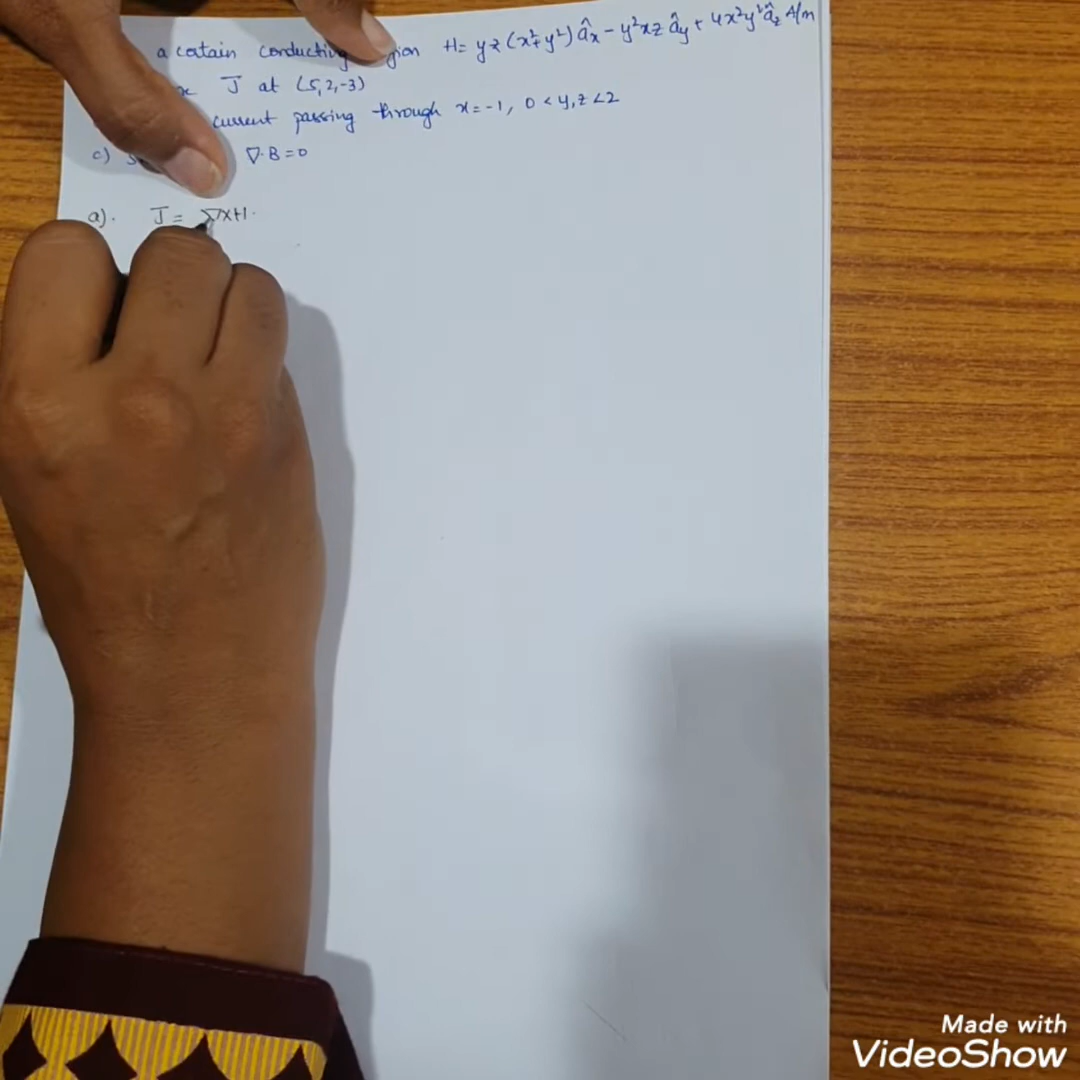 a certain conducting H= yz (x²+y²) âx - y²xz ây + 4x²y² âz A/m
J at (5,2,-3)
current passing through x=-1, 0<y,z<2
c) ∇·B=0
a). J= ∇×H.
Made with
VideoShow